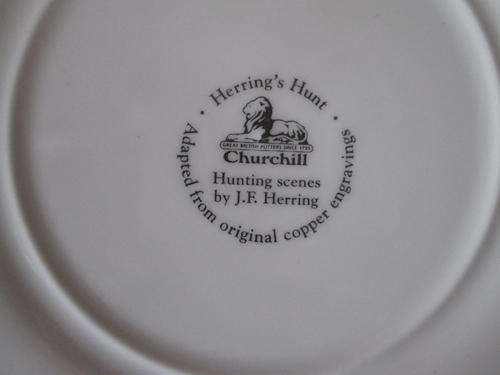 · Herring's Hunt ·
GREAT BRITISH POTTERS SINCE 1795
Churchill
Hunting scenes
by J.F. Herring
Adapted from original copper engravings